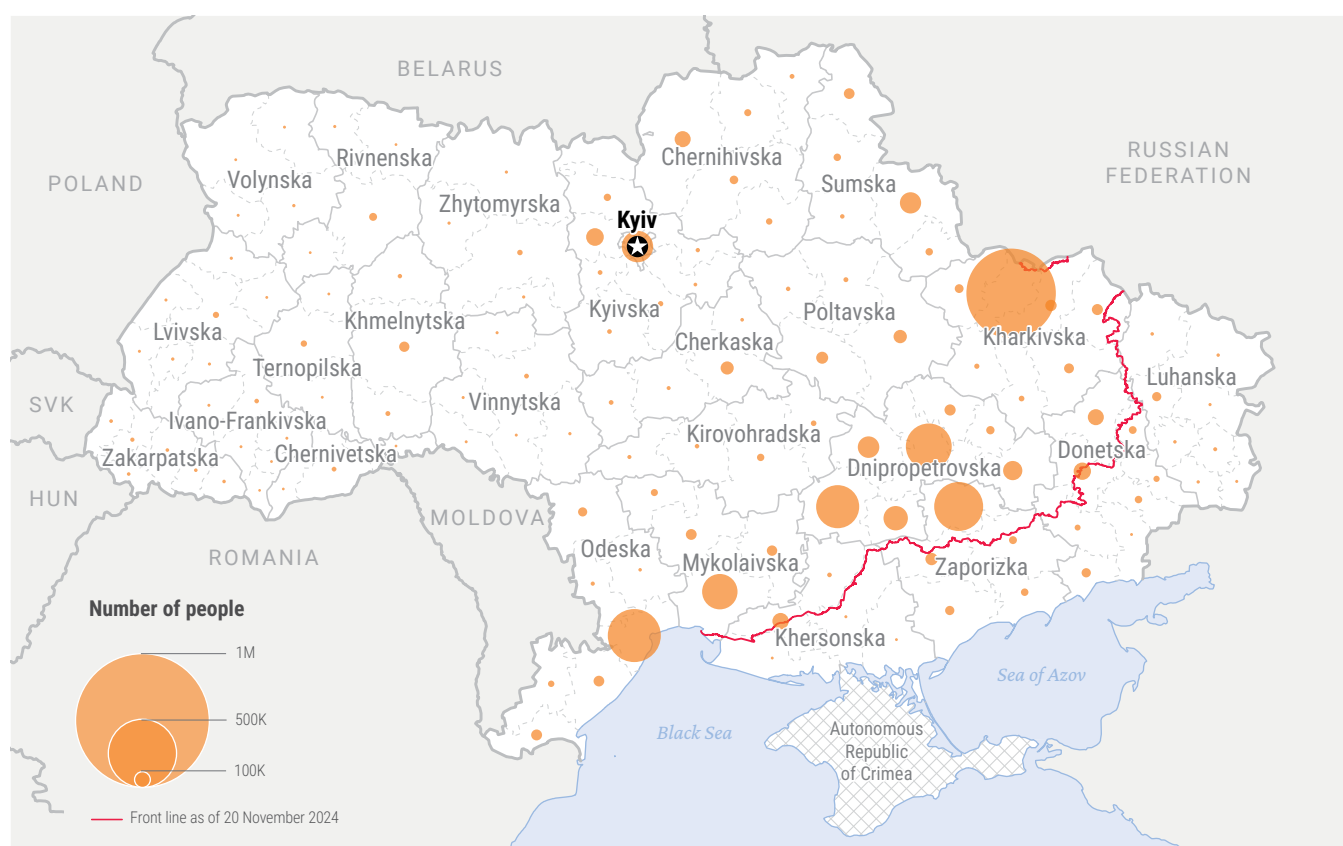 BELARUS
RUSSIAN
FEDERATION
POLAND
Rivnenska
Volynska
Chernihivska
Sumska
Zhytomyrska
Kyiv
Kyivska
Poltavska
Kharkivska
Lvivska
Khmelnytska
Cherkaska
Ternopilska
Luhanska
SVK
Ivano-Frankivska
Vinnytska
Kirovohradska
Zakarpatska
Chernivetska
Dnipropetrovska
Donetska
HUN
MOLDOVA
ROMANIA
Odeska
Mykolaivska
Zaporizka
Khersonska
Sea of Azov
Black Sea
Autonomous
Republic
of Crimea
Number of people
1M
500K
100K
Front line as of 20 November 2024